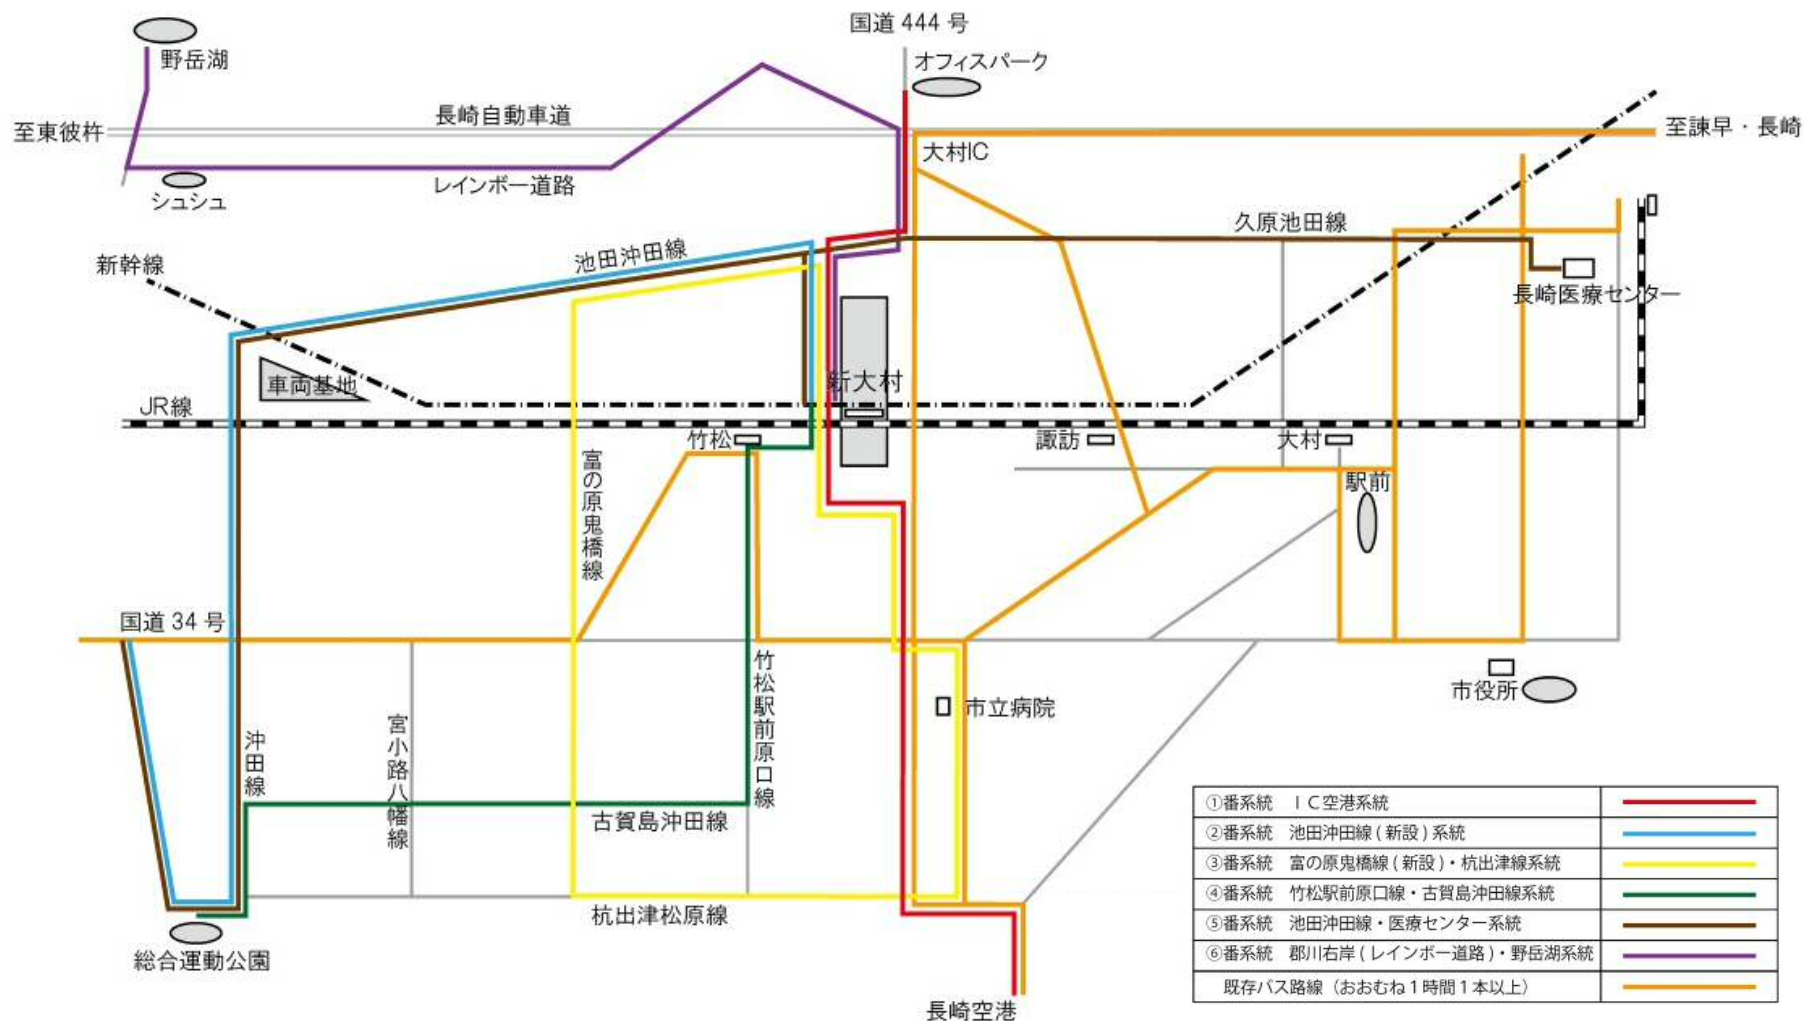 国道 444 号
野岳湖
オフィスパーク
長崎自動車道
至東彼杵
至諫早・長崎
大村IC
レインボー道路
シュシュ
久原池田線
池田沖田線
新幹線
長崎医療センター
車両基地
新大村
JR線
竹松
諏訪
大村
富の原鬼橋線
駅前
国道 34 号
竹松駅前原口線
市役所
市立病院
宮小路八幡線
沖田線
古賀島沖田線
杭出津松原線
総合運動公園
長崎空港
①番系統 IC空港系統
②番系統 池田沖田線(新設)系統
③番系統 富の原鬼橋線(新設)・杭出津線系統
④番系統 竹松駅前原口線・古賀島沖田線系統
⑤番系統 池田沖田線・医療センター系統
⑥番系統 郡川右岸(レインボー道路)・野岳湖系統
既存バス路線(おおむね1時間1本以上)